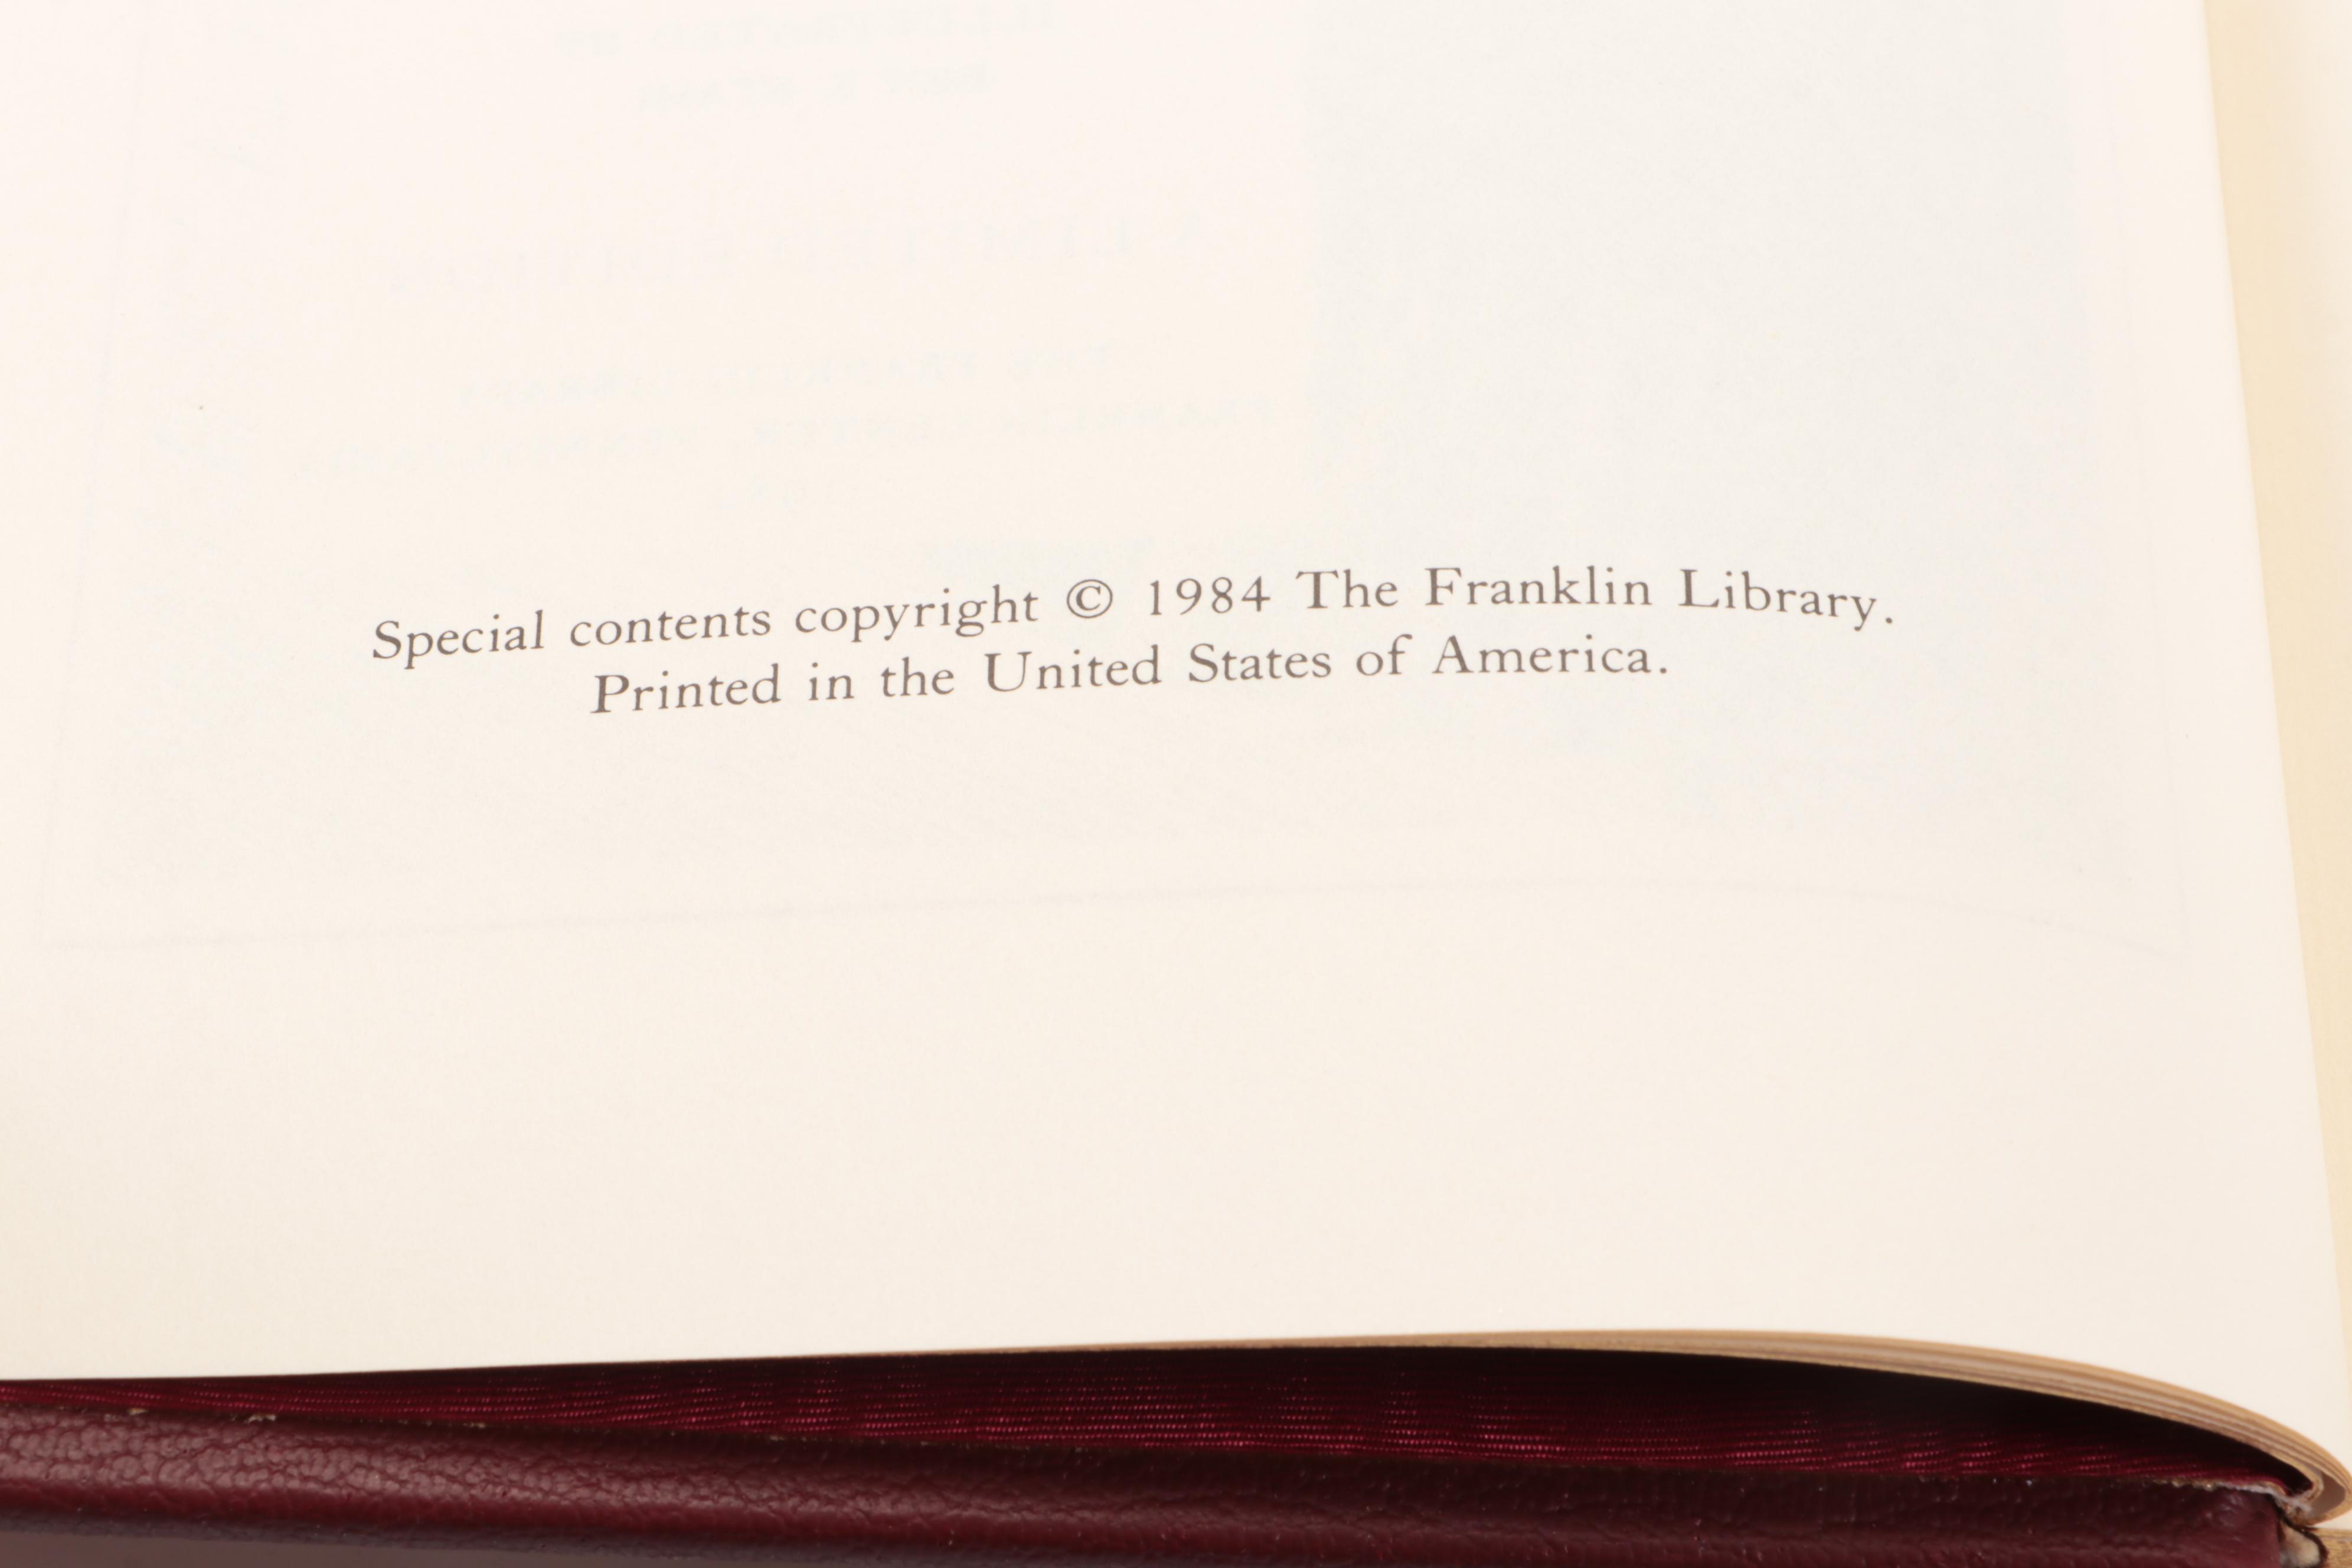 Special contents copyright © 1984 The Franklin Library.
Printed in the United States of America.